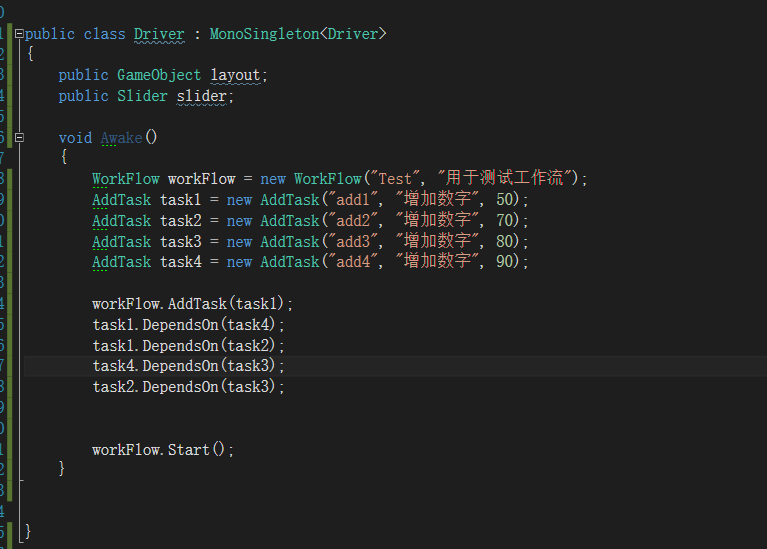 public class Driver : MonoSingleton<Driver>
{
public GameObject layout;
public Slider slider;
void Awake()
{
WorkFlow workFlow = new WorkFlow("Test", "用于测试工作流");
AddTask task1 = new AddTask("add1", "增加数字", 50);
AddTask task2 = new AddTask("add2", "增加数字", 70);
AddTask task3 = new AddTask("add3", "增加数字", 80);
AddTask task4 = new AddTask("add4", "增加数字", 90);
workFlow.AddTask(task1);
task1.DependsOn(task4);
task1.DependsOn(task2);
task4.DependsOn(task3);
task2.DependsOn(task3);
workFlow.Start();
}
}